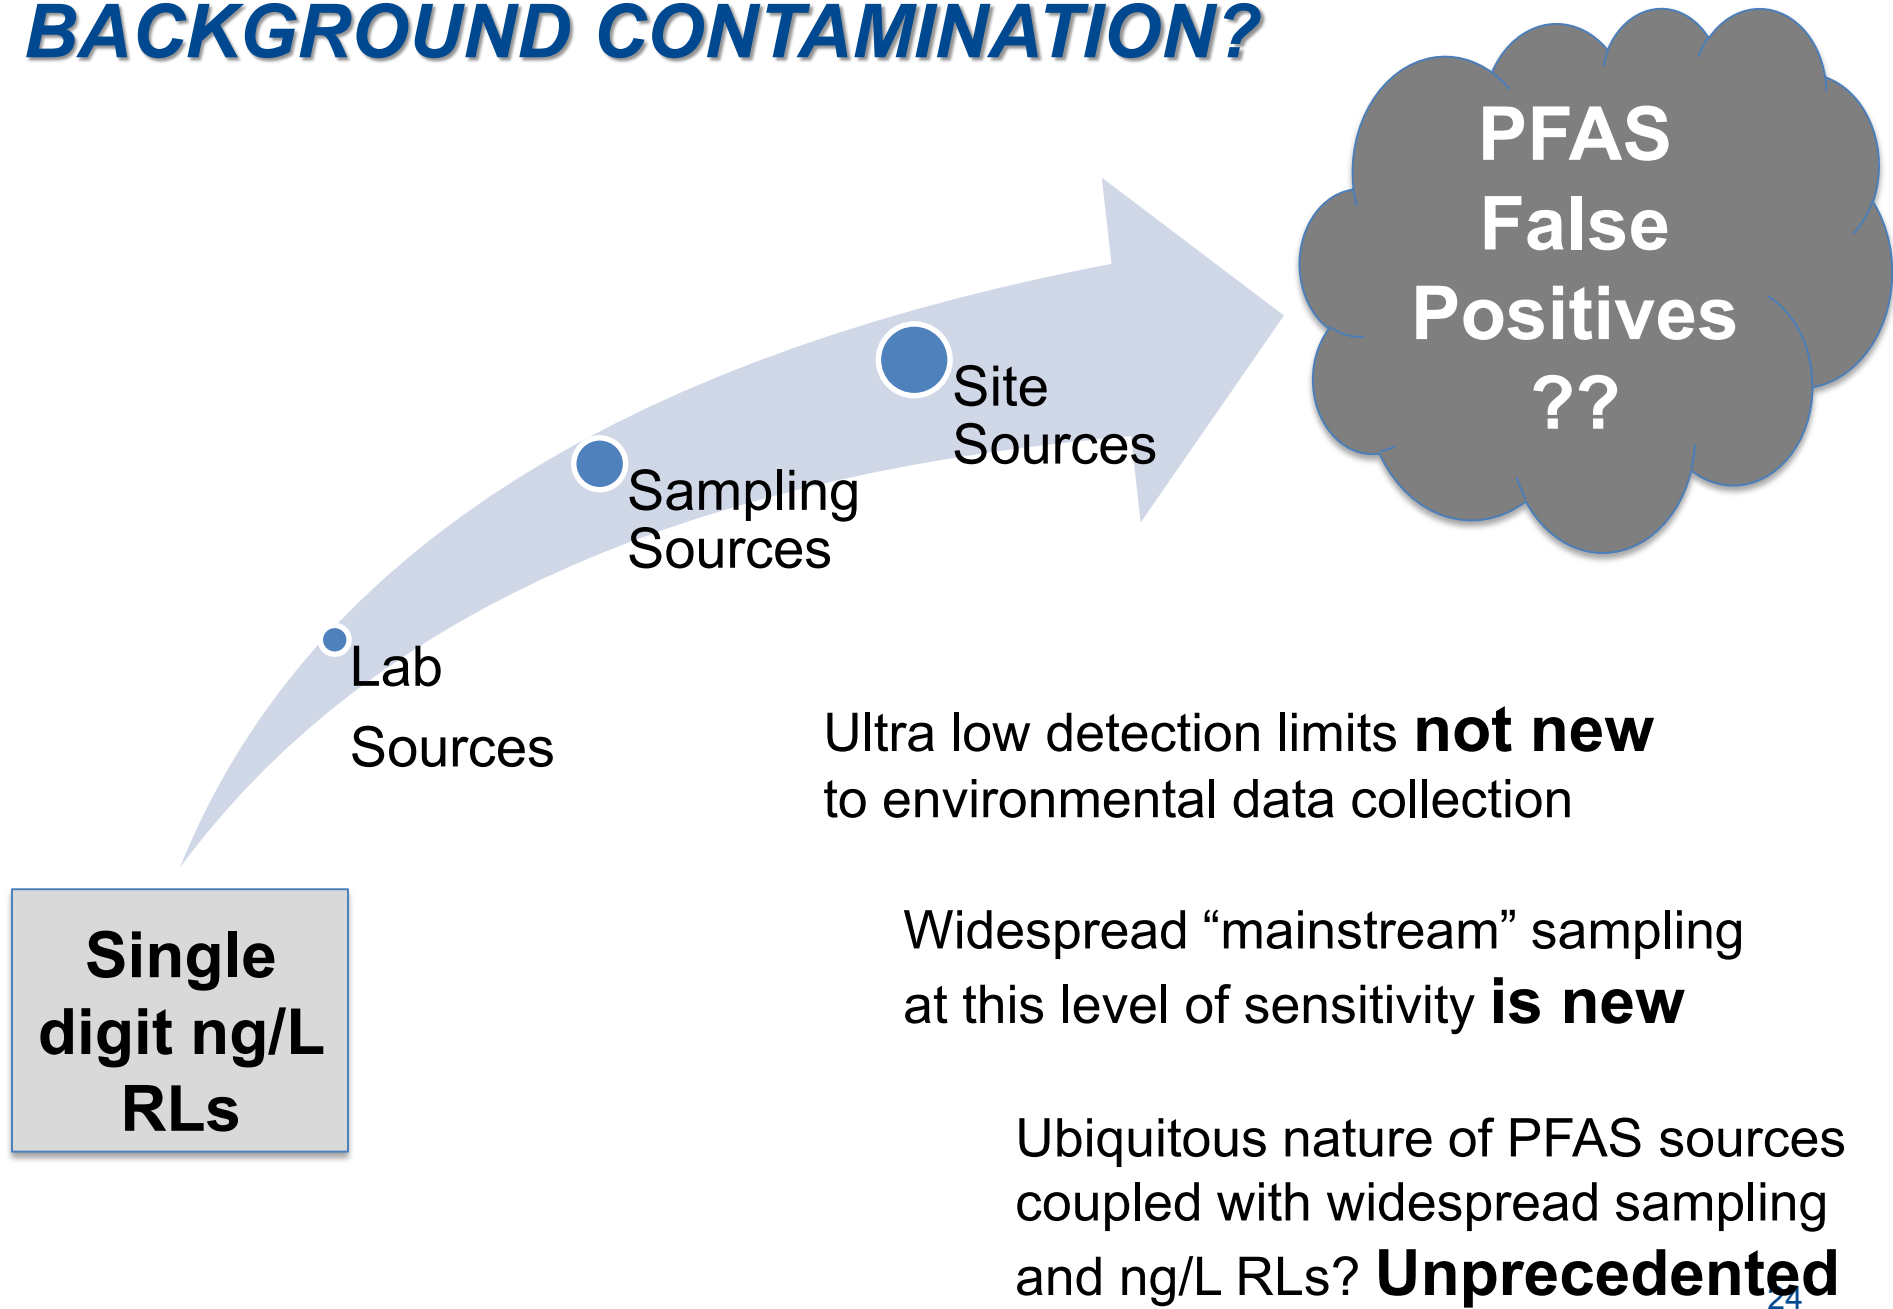 BACKGROUND CONTAMINATION?
PFAS
False
Positives
??
Site
Sources
Sampling
Sources
Lab
Sources
Single
digit ng/L
RLs
Ultra low detection limits not new
to environmental data collection
Widespread “mainstream” sampling
at this level of sensitivity is new
Ubiquitous nature of PFAS sources
coupled with widespread sampling
and ng/L RLs? Unprecedented
24